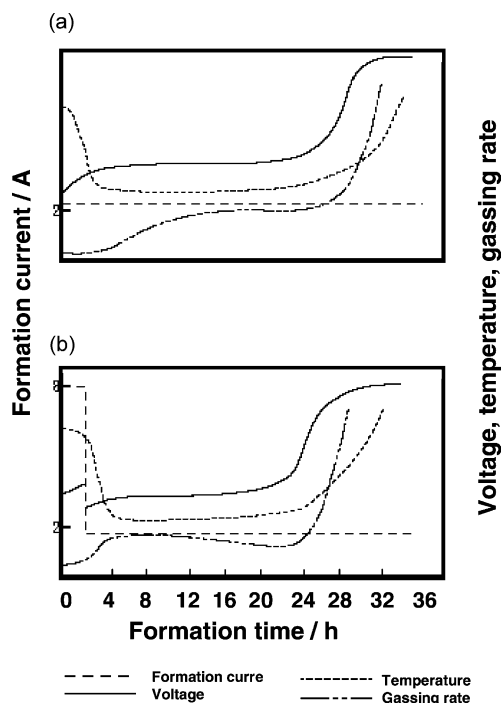 (a)
Formation current / A
Voltage, temperature, gassing rate
2
(b)
8
2
0 4 8 12 16 20 24 28 32 36
Formation time / h
Formation curre
Voltage
Temperature
Gassing rate